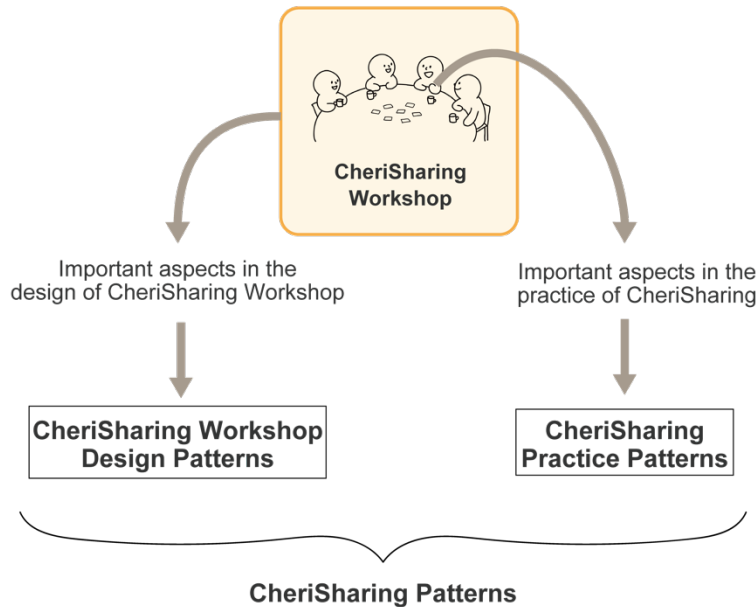 CheriSharing
Workshop
Important aspects in the
design of CheriSharing Workshop
Important aspects in the
practice of CheriSharing
CheriSharing Workshop
Design Patterns
CheriSharing
Practice Patterns
CheriSharing Patterns